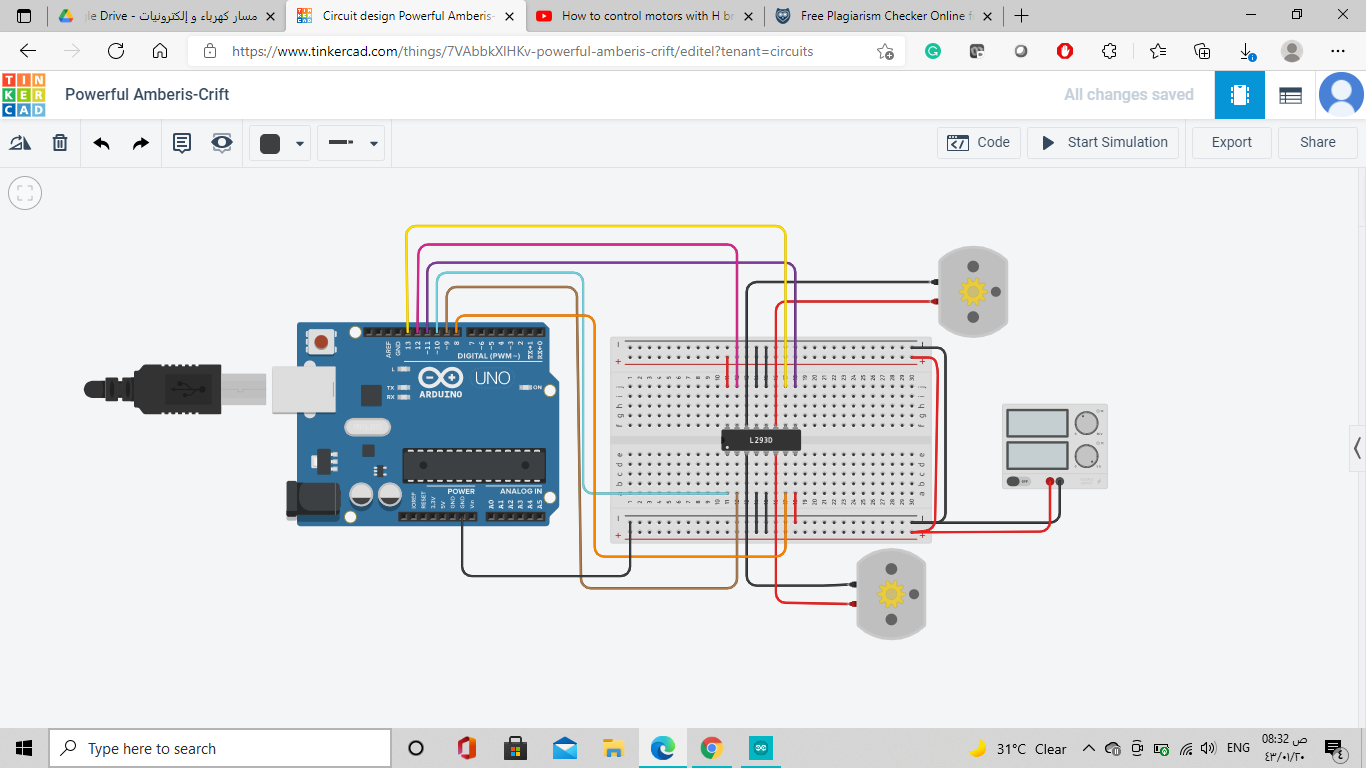 gle Drive - مسار كهرباء و إلكترونيات
Circuit design Powerful Amberis-
How to control motors with H br
Free Plagiarism Checker Online f
https://www.tinkercad.com/things/7VAbbkXIHKv-powerful-amberis-crift/editel?tenant=circuits
TIN
KER
CAD
Powerful Amberis-Crift
All changes saved
Code
Start Simulation
Export
Share
AREF
GND
13
12
~11
~10
~9
8
7
~6
~5
4
~3
2
TX→1
RX←0
DIGITAL (PWM~)
L
TX
RX
ARDUINO
UNO
ON
POWER
ANALOG IN
IOREF
RESET
3.3V
5V
GND
GND
Vin
A0
A1
A2
A3
A4
A5
L293D
Type here to search
31°C Clear
ENG
08:32 ص
٤٣/٠١/٢٠
٤